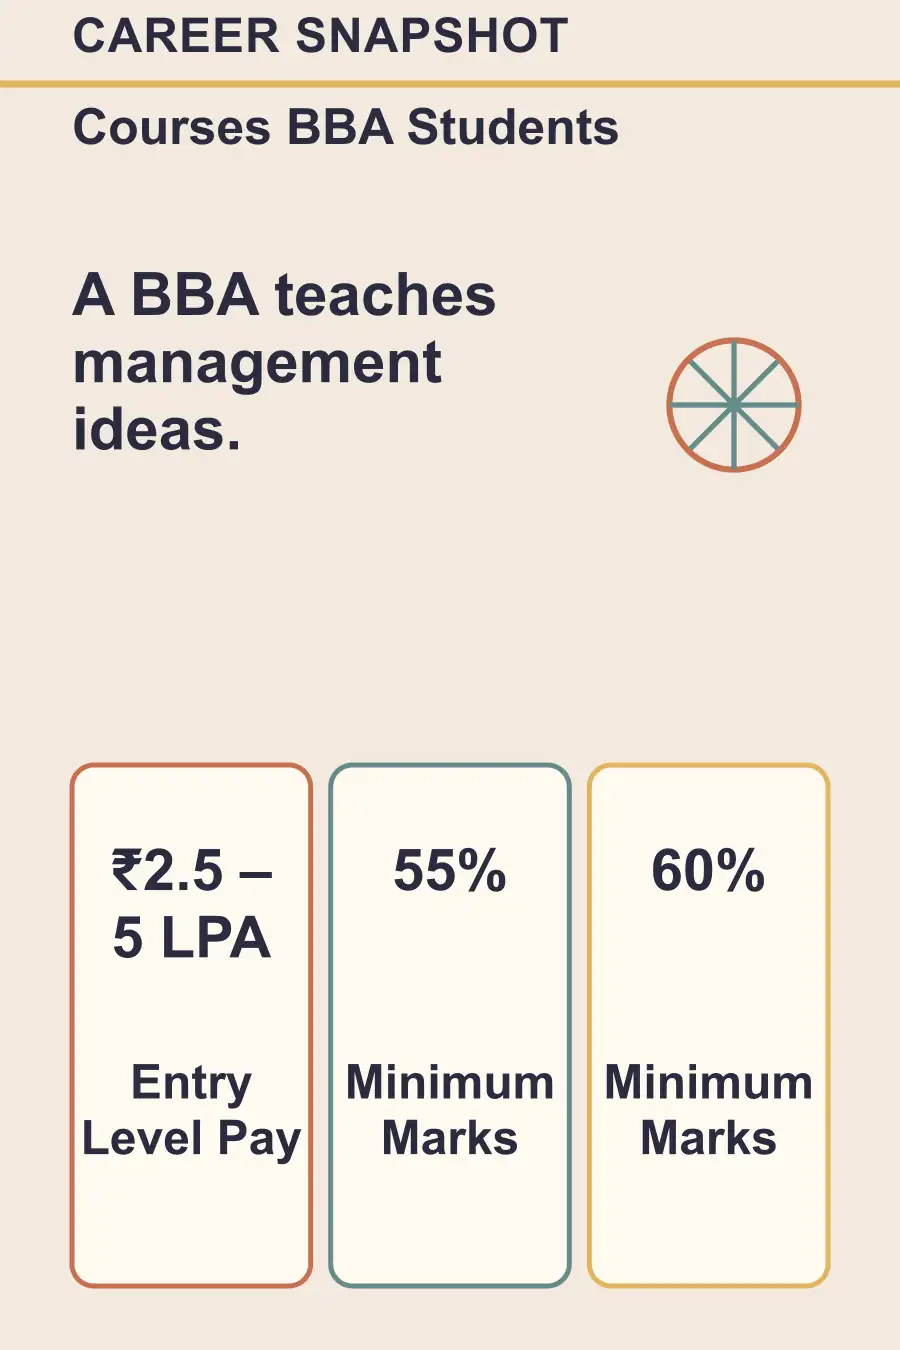 CAREER SNAPSHOT
Courses BBA Students
A BBA teaches
management
ideas.
₹2.5 –
5 LPA
Entry
Level Pay
55%
Minimum
Marks
60%
Minimum
Marks